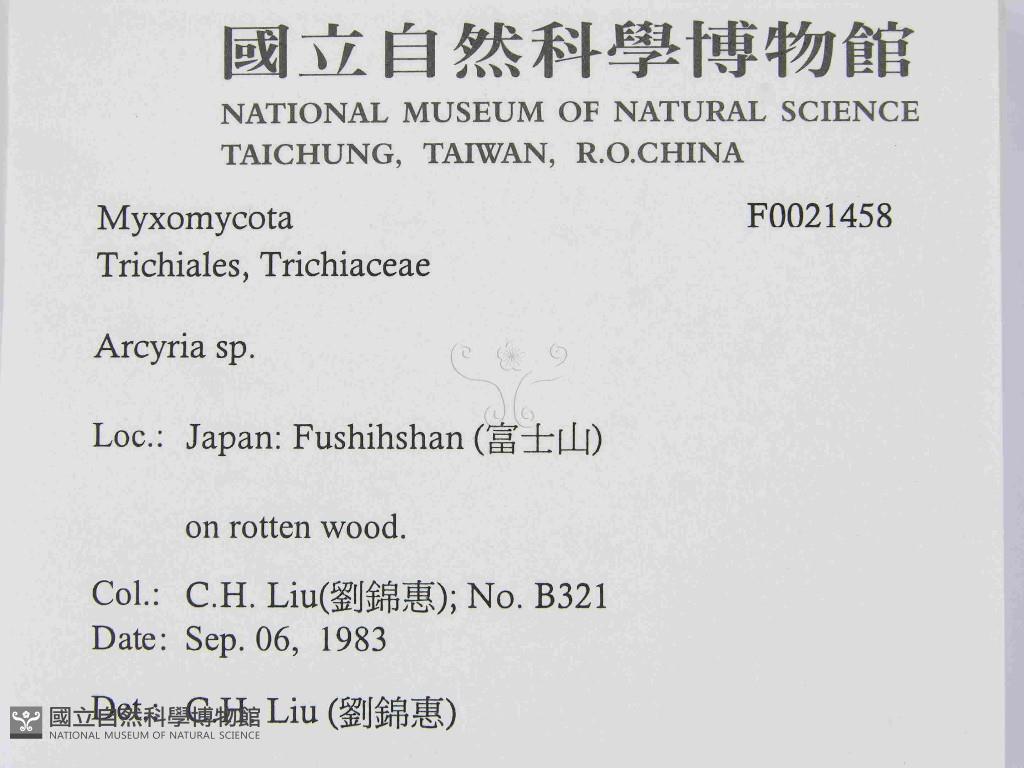 國立自然科學博物館
NATIONAL MUSEUM OF NATURAL SCIENCE
TAICHUNG, TAIWAN, R.O.CHINA
Myxomycota F0021458
Trichiales, Trichiaceae
Arcyria sp.
Loc.: Japan: Fushihshan (富士山)
on rotten wood.
Col.: C.H. Liu(劉錦惠); No. B321
Date: Sep. 06, 1983
Det.: C.H. Liu (劉錦惠)
國立自然科學博物館
NATIONAL MUSEUM OF NATURAL SCIENCE